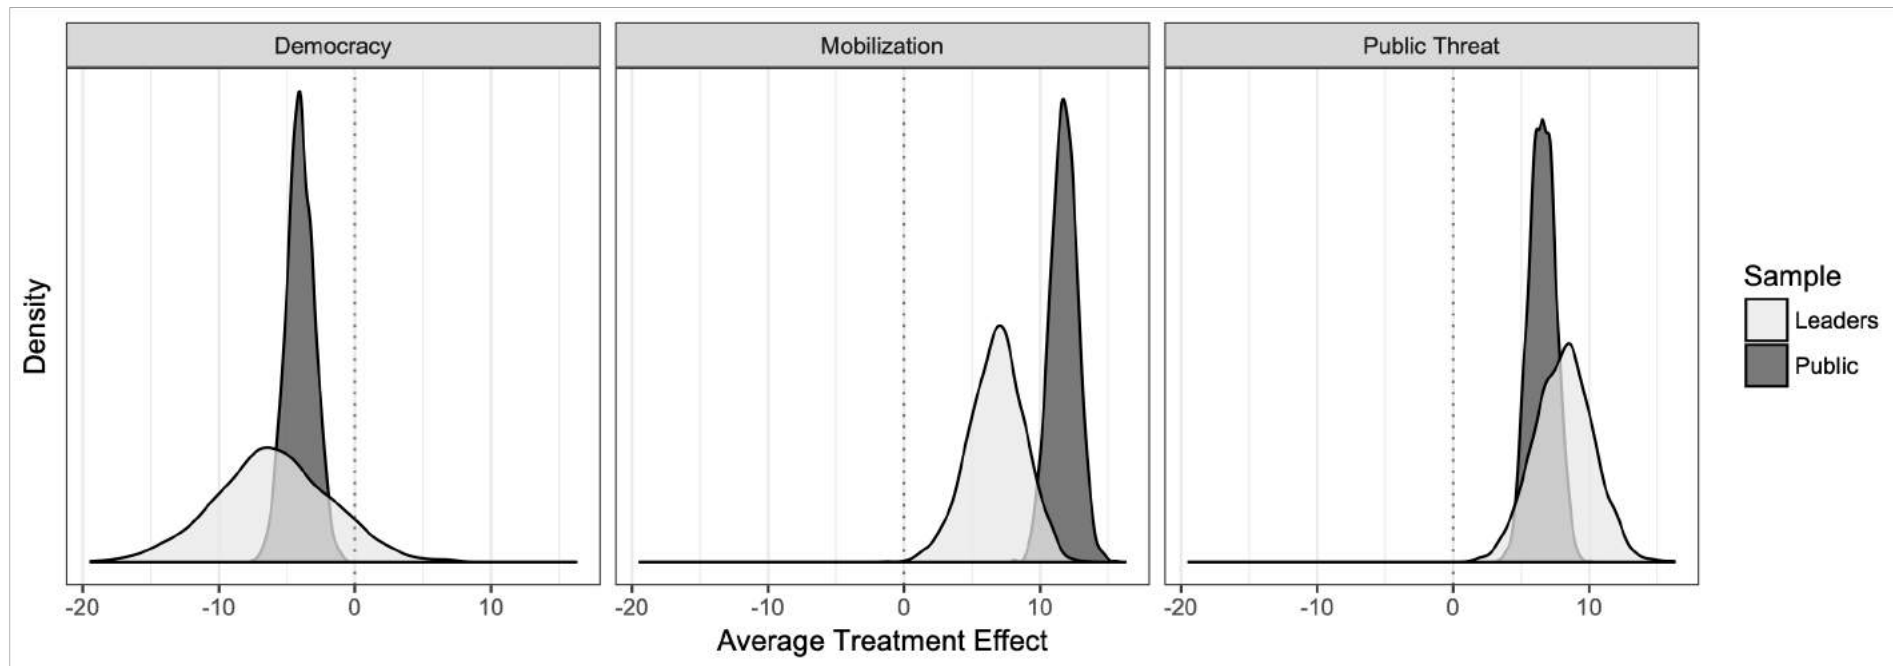 Democracy Mobilization Public Threat
Density
Sample
Leaders
Public
-20 -10 0 10 -20 -10 0 10 -20 -10 0 10
Average Treatment Effect